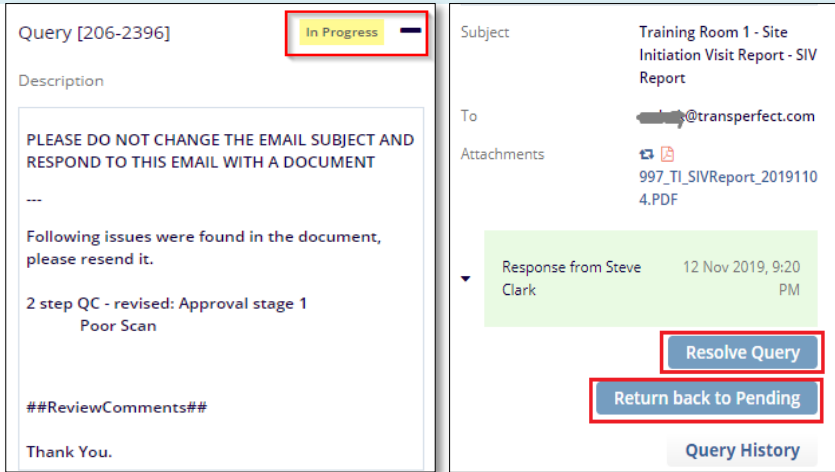 Query [206-2396]
In Progress
Description
PLEASE DO NOT CHANGE THE EMAIL SUBJECT AND
RESPOND TO THIS EMAIL WITH A DOCUMENT
---
Following issues were found in the document,
please resend it.
2 step QC - revised: Approval stage 1
Poor Scan
##ReviewComments##
Thank You.
Subject
Training Room 1 - Site
Initiation Visit Report - SIV
Report
To
@transperfect.com
Attachments
997_TI_SIVReport_2019110
4.PDF
Response from Steve
Clark
12 Nov 2019, 9:20
PM
Resolve Query
Return back to Pending
Query History